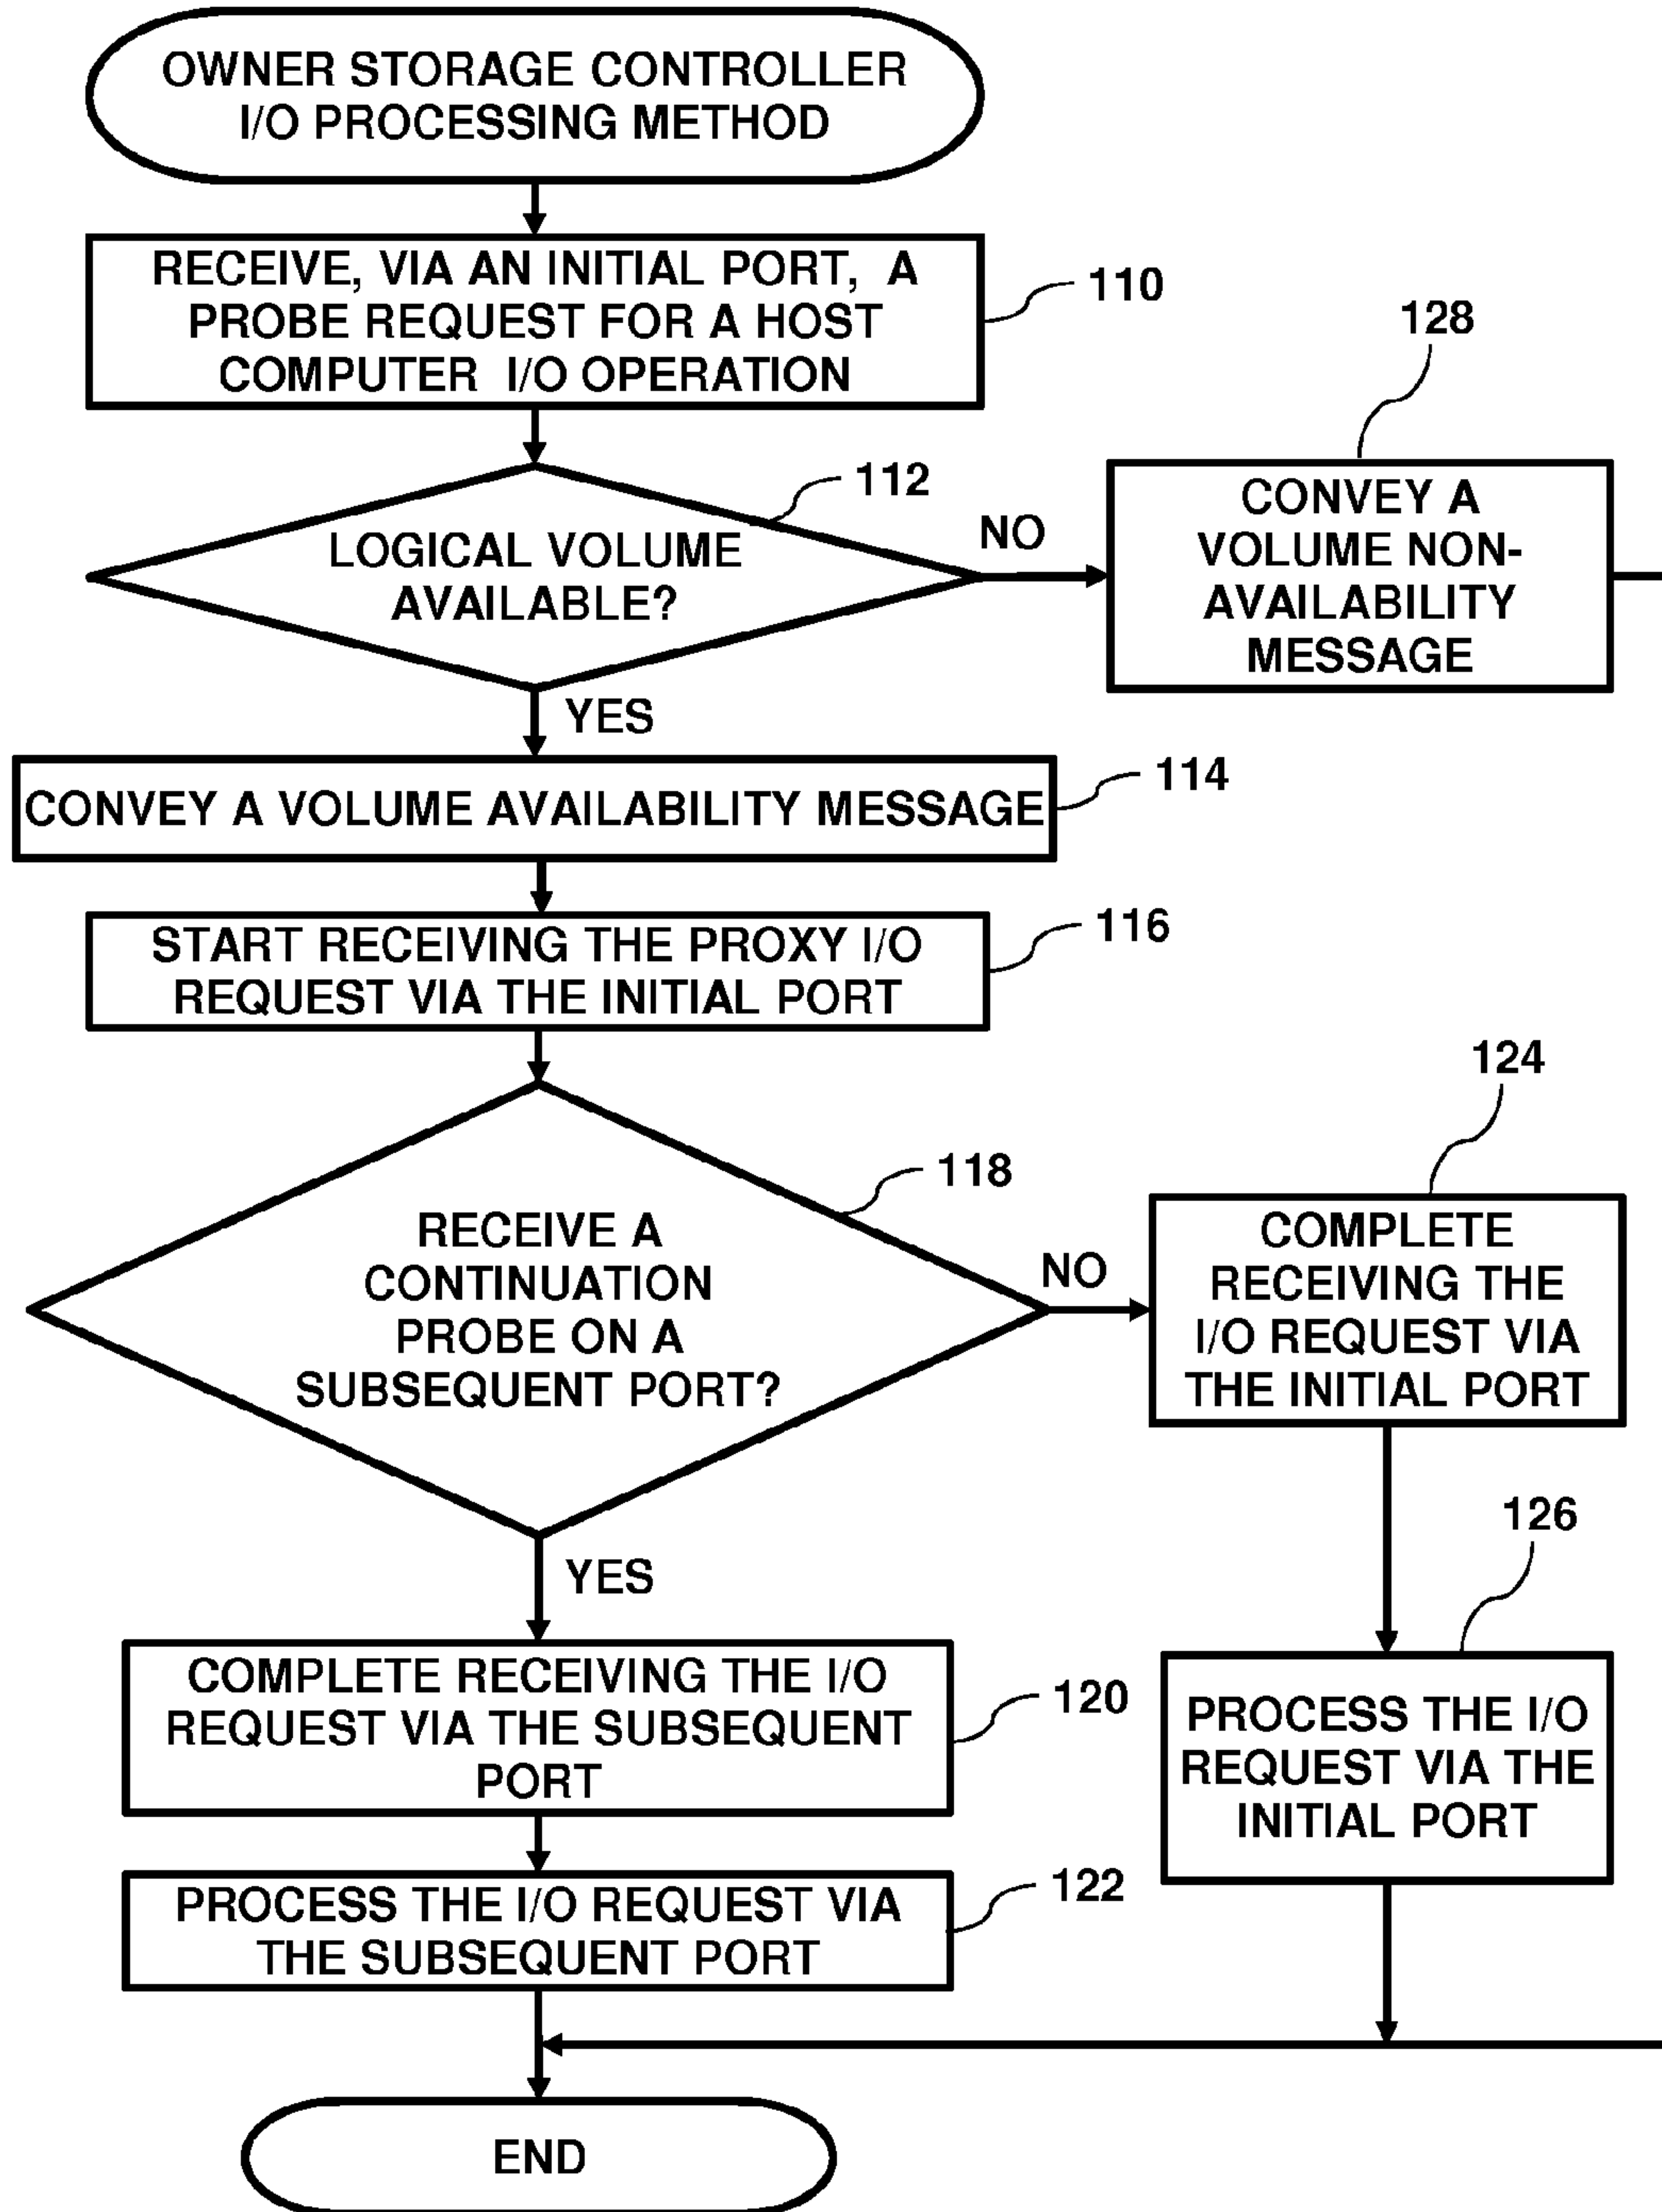 OWNER STORAGE CONTROLLER
I/O PROCESSING METHOD
RECEIVE, VIA AN INITIAL PORT, A
PROBE REQUEST FOR A HOST
COMPUTER I/O OPERATION
110
112
LOGICAL VOLUME
AVAILABLE?
NO
128
CONVEY A
VOLUME NON-
AVAILABILITY
MESSAGE
YES
CONVEY A VOLUME AVAILABILITY MESSAGE
114
START RECEIVING THE PROXY I/O
REQUEST VIA THE INITIAL PORT
116
118
RECEIVE A
CONTINUATION
PROBE ON A
SUBSEQUENT PORT?
NO
124
COMPLETE
RECEIVING THE
I/O REQUEST VIA
THE INITIAL PORT
YES
126
COMPLETE RECEIVING THE I/O
REQUEST VIA THE SUBSEQUENT
PORT
120
PROCESS THE I/O
REQUEST VIA THE
INITIAL PORT
PROCESS THE I/O REQUEST VIA
THE SUBSEQUENT PORT
122
END